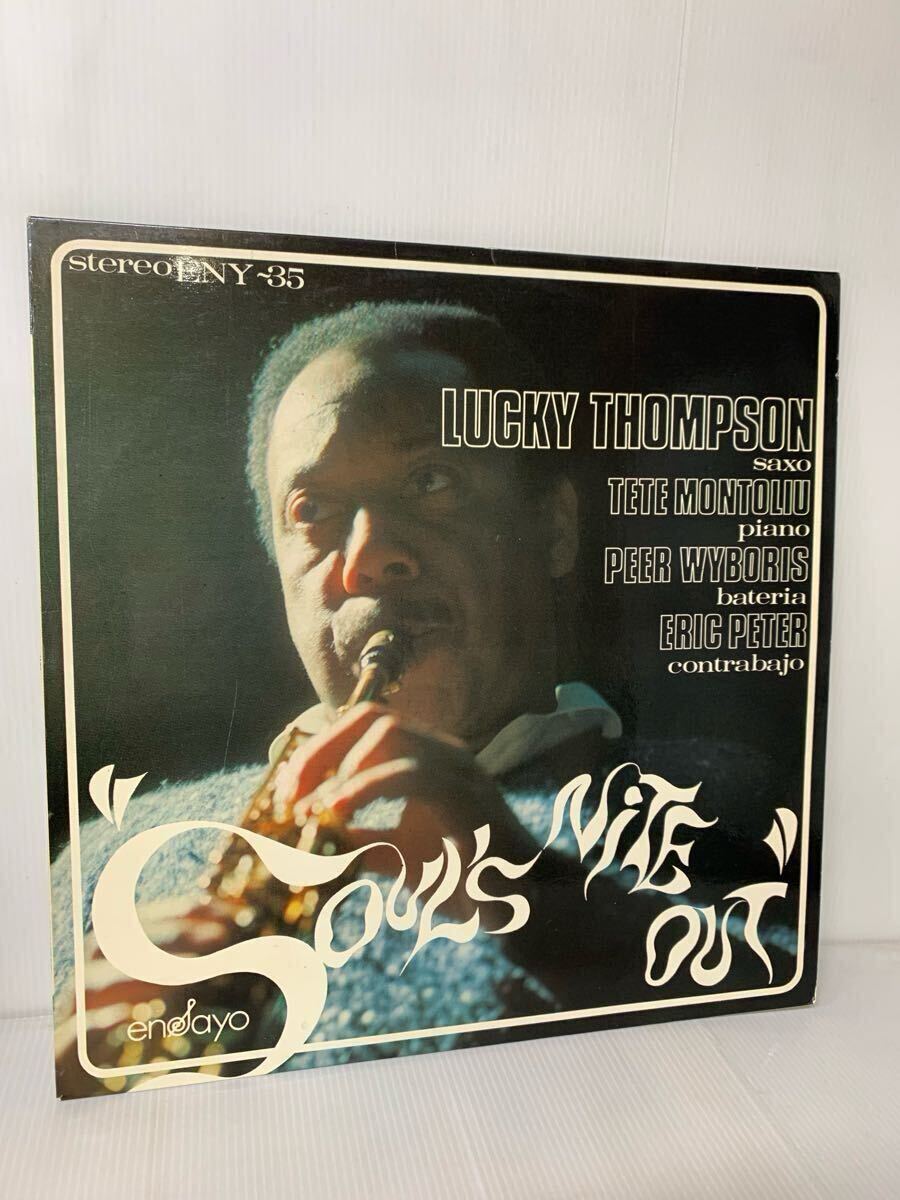 stereo ENY-35
LUCKY THOMPSON
saxo
TETE MONTOLIU
piano
PEER WYBORIS
bateria
ERIC PETER
contrabajo
"SOUL'S NiTE OUT"
ensayo